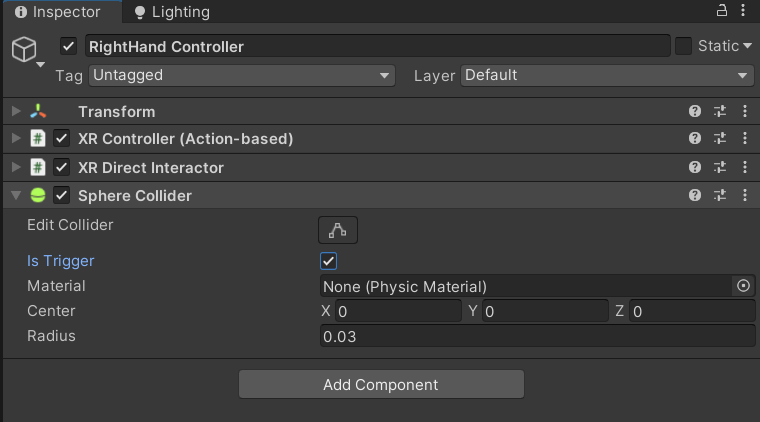 Inspector Lighting
RightHand Controller Static
Tag Untagged Layer Default
Transform
# XR Controller (Action-based)
# XR Direct Interactor
Sphere Collider
Edit Collider
Is Trigger
Material None (Physic Material)
Center X 0 Y 0 Z 0
Radius 0.03
Add Component